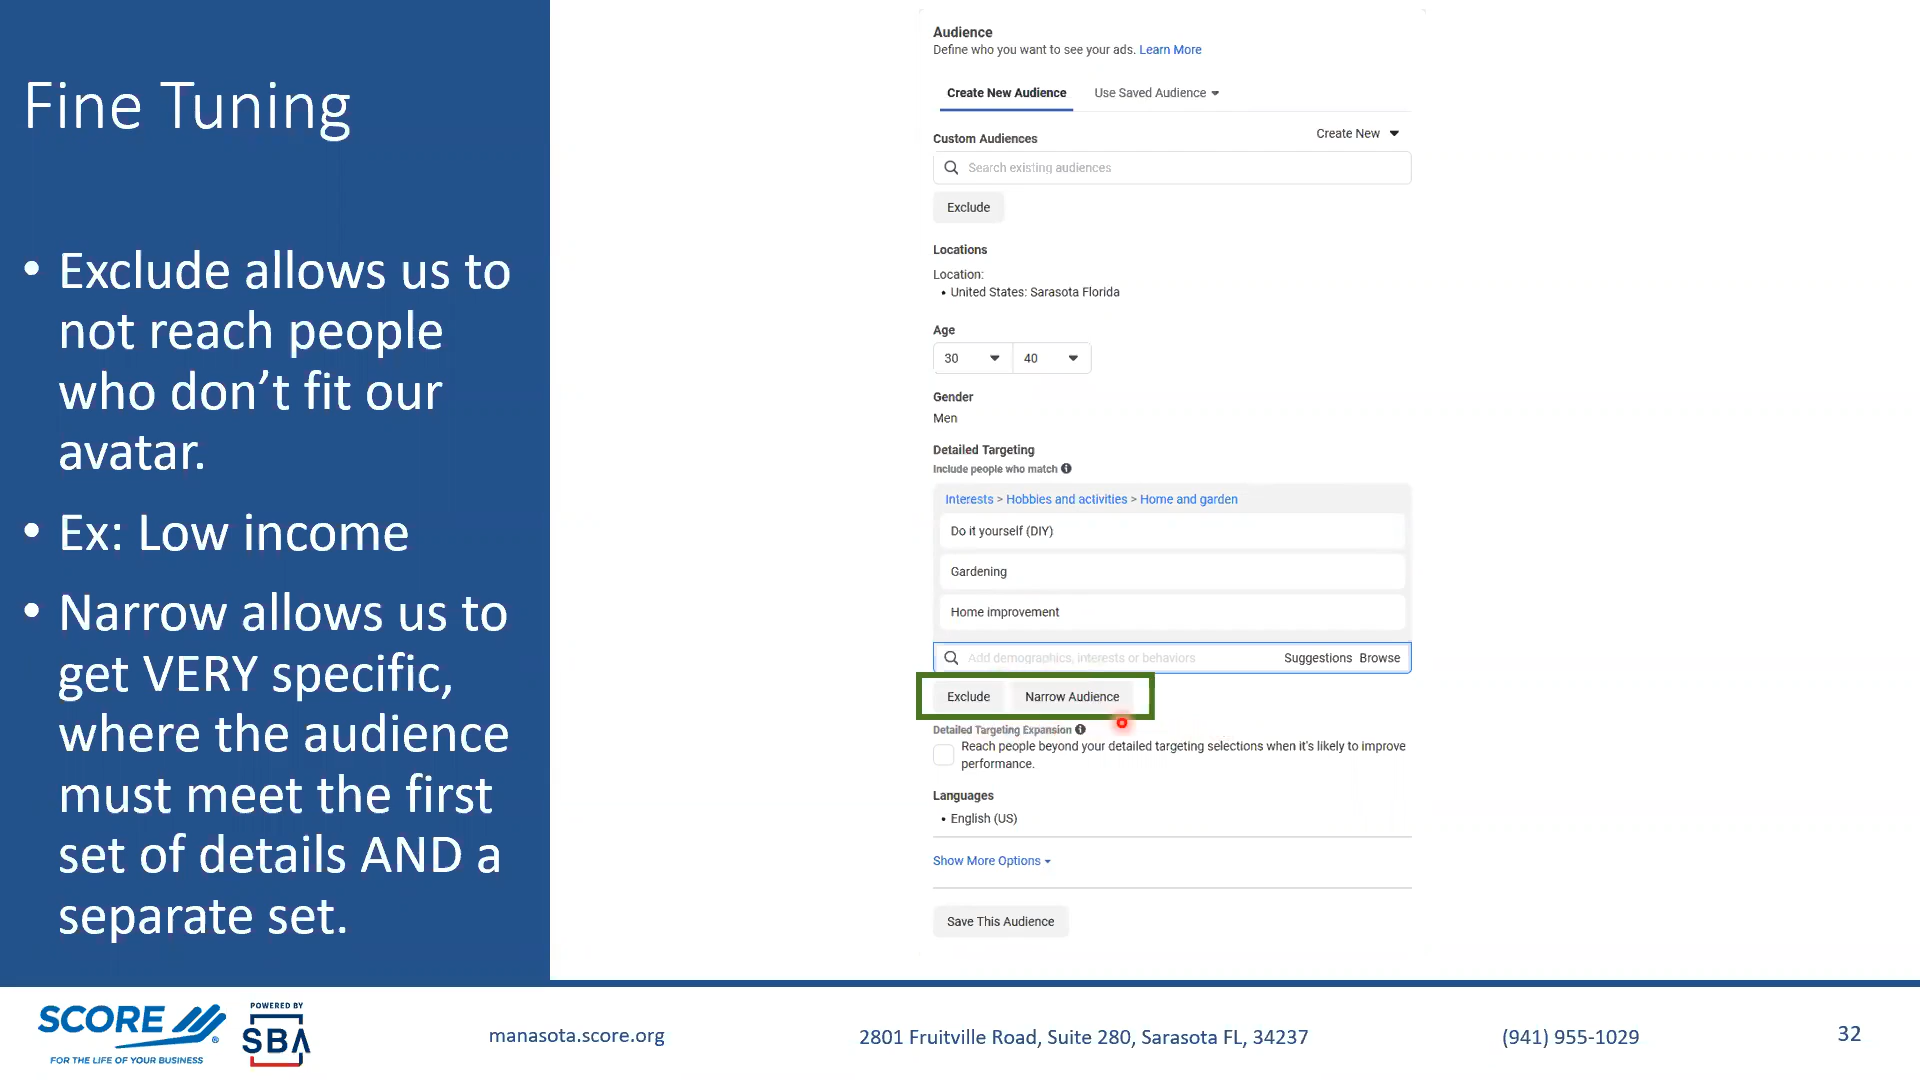 Fine Tuning
• Exclude allows us to
not reach people
who don’t fit our
avatar.
• Ex: Low income
• Narrow allows us to
get VERY specific,
where the audience
must meet the first
set of details AND a
separate set.
Audience
Define who you want to see your ads. Learn More
Create New Audience Use Saved Audience
Custom Audiences Create New
Search existing audiences
Exclude
Locations
Location:
• United States: Sarasota Florida
Age
30 40
Gender
Men
Detailed Targeting
Include people who match
Interests > Hobbies and activities > Home and garden
Do it yourself (DIY)
Gardening
Home improvement
Add demographics, interests or behaviors Suggestions Browse
Exclude Narrow Audience
Detailed Targeting Expansion
Reach people beyond your detailed targeting selections when it's likely to improve
performance.
Languages
• English (US)
Show More Options
Save This Audience
SCORE
FOR THE LIFE OF YOUR BUSINESS
POWERED BY
SBA
manasota.score.org
2801 Fruitville Road, Suite 280, Sarasota FL, 34237
(941) 955-1029
32